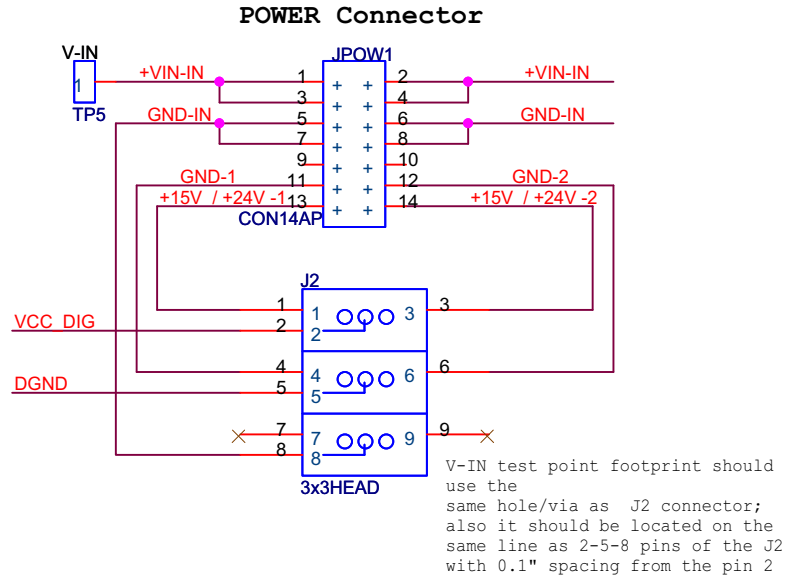 POWER Connector
V-IN
JPOW1
1
TP5
+VIN-IN
1
2
+VIN-IN
3
4
GND-IN
5
6
GND-IN
7
8
9
10
GND-1
11
12
GND-2
+15V / +24V -1
13
14
+15V / +24V -2
CON14AP
J2
1
1
3
3
VCC_DIG
2
2
4
4
6
6
DGND
5
5
7
7
9
9
8
8
3x3HEAD
V-IN test point footprint should
use the
same hole/via as J2 connector;
also it should be located on the
same line as 2-5-8 pins of the J2
with 0.1" spacing from the pin 2